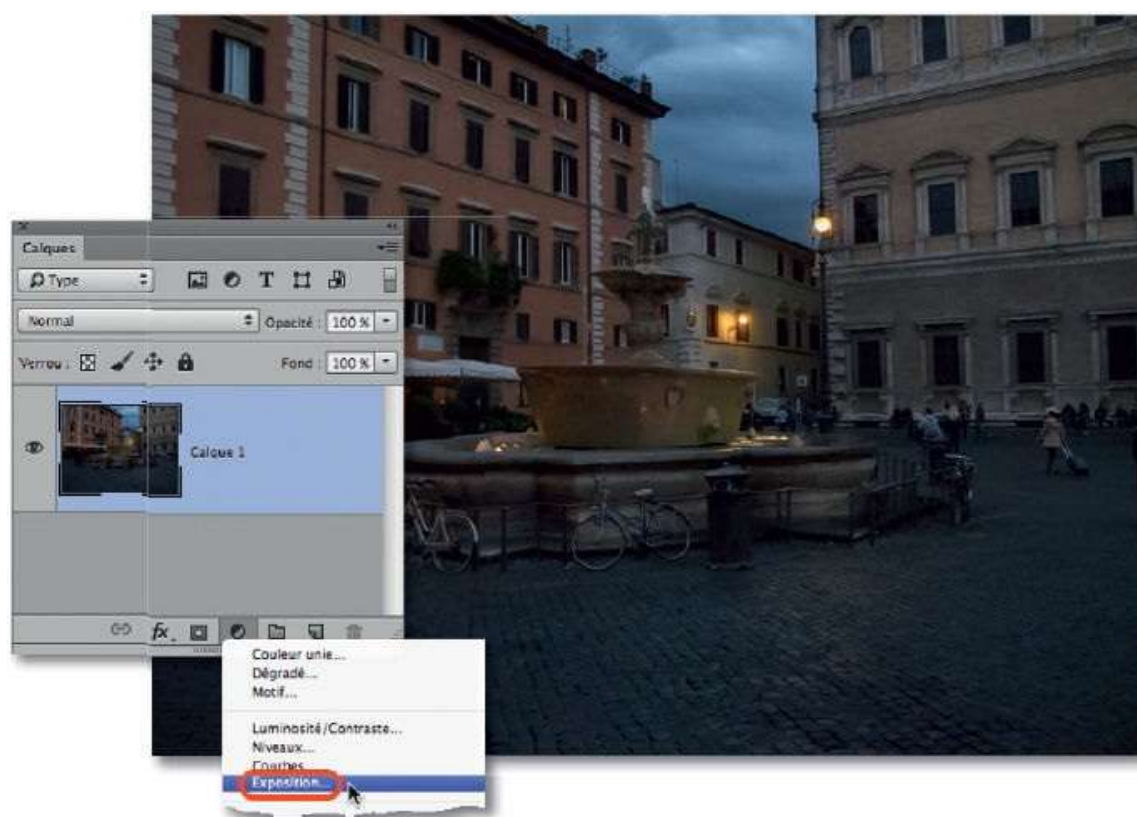 Calques
Type
Normal
Opacité : 100 %
Verrou :
Fond : 100 %
Calque 1
fx.
Couleur unie...
Dégradé...
Motif...
Luminosité/Contraste...
Niveaux...
Courbes...
Exposition...